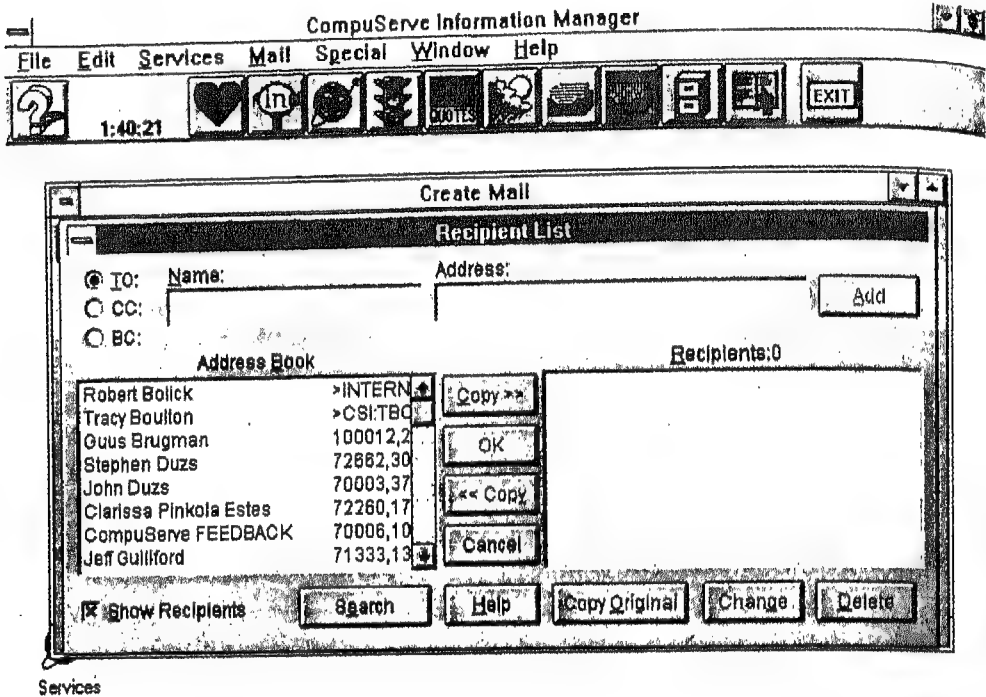 CompuServe Information Manager
File Edit Services Mail Special Window Help
1:40:21
In
QUOTES
EXIT
Create Mail
Recipient List
TO: Name: Address:
Add
CC:
BC:
Address Book
Recipients:0
Robert Bolick >INTERN
Tracy Boulton >CSI:TBO
Guus Brugman 100012,2
Stephen Duzs 72662,30
John Duzs 70003,37
Clarissa Pinkola Estes 72260,17
CompuServe FEEDBACK 70006,10
Jeff Gulliford 71333,13
Copy >>
OK
<< Copy
Cancel
Show Recipients Search Help Copy Original Change Delete
Services